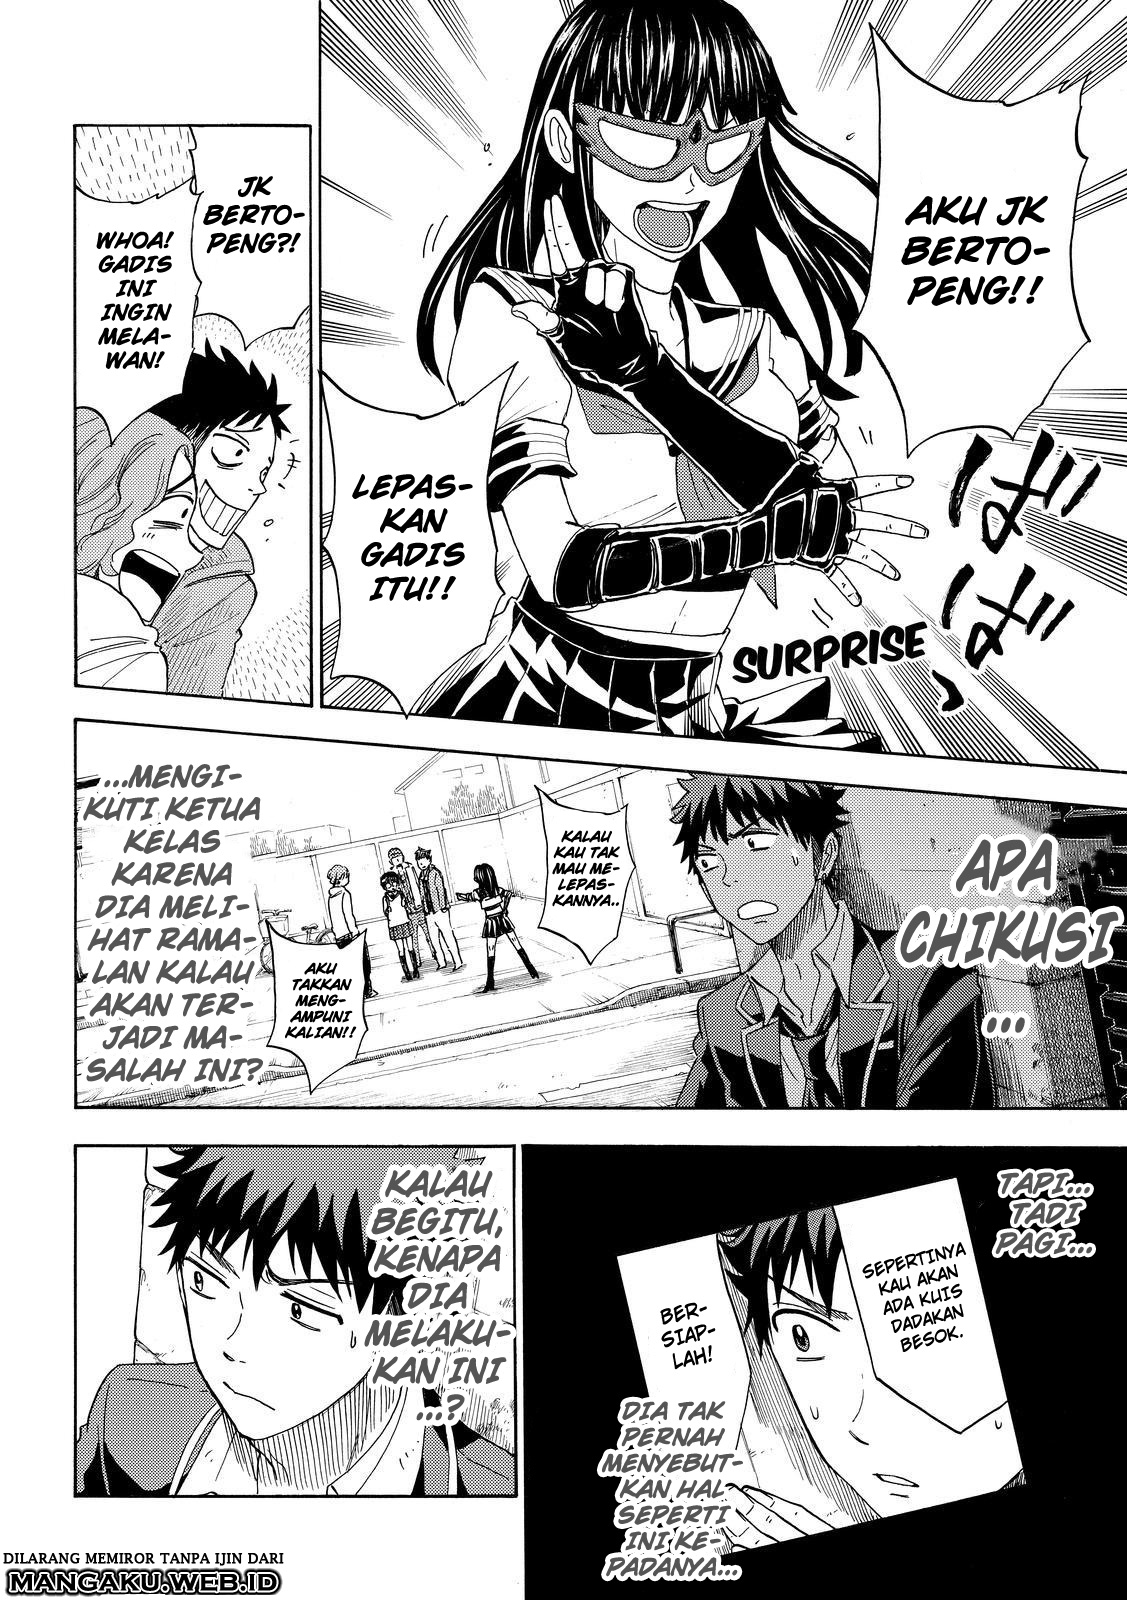 AKU JK
BERTO-
PENG!!
LEPAS-
KAN
GADIS
ITU!!
ばば
SURPRISE
JK
BERTO-
PENG?!
WHOA!
GADIS
INI
INGIN
MELA-
WAN!
APA
CHIKUSI
...
KALAU
KAU TAK
MAU ME-
LEPAS-
KANNYA..
AKU
TAKKAN
MENG-
AMPUNI
KALIAN!!
...MENGI-
KUTI KETUA
KELAS
KARENA
DIA MELI-
HAT RAMA-
LAN KALAU
AKAN TER-
JADI MA-
SALAH INI?
TAPI...
TADI
PAGI...
SEPERTINYA
KAU AKAN
ADA KUIS
DADAKAN
BESOK.
BER-
SIAP-
LAH!
DIA TAK
PERNAH
MENYEBUT-
KAN HAL
SEPERTI
INI KE-
PADANYA...
KALAU
BEGITU,
KENAPA
DIA
MELAKU-
KAN INI
...?
DILARANG MEMIROR TANPA IJIN DARI
MANGAKU.WEB.ID